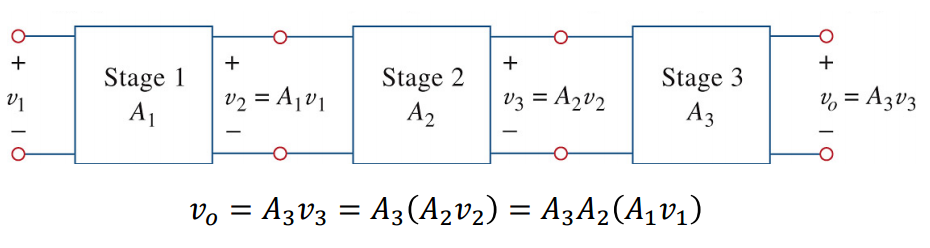 + + + +
Stage 1 Stage 2 Stage 3
v₁ A₁ v₂ = A₁v₁ A₂ v₃ = A₂v₂ A₃ vₒ = A₃v₃
− − − −
𝑣ₒ = 𝐴₃𝑣₃ = 𝐴₃(𝐴₂𝑣₂) = 𝐴₃𝐴₂(𝐴₁𝑣₁)